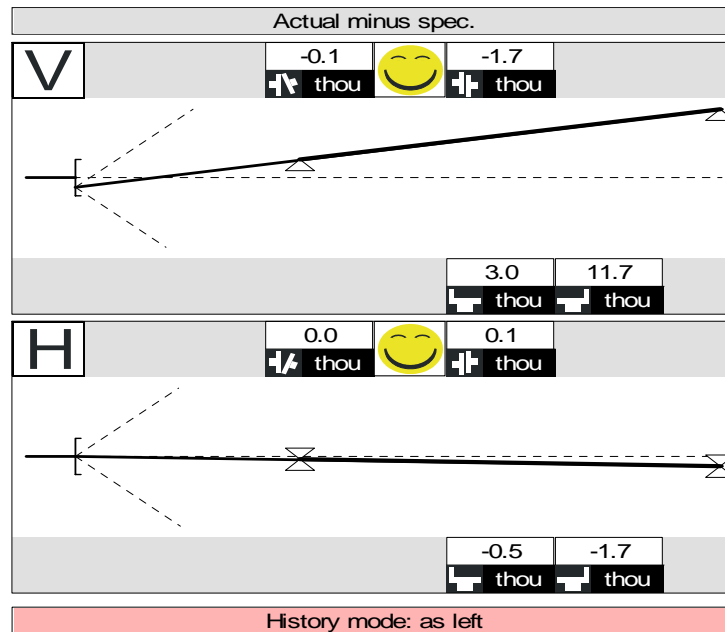 Actual minus spec.
V
-0.1 -1.7
thou thou
3.0 11.7
thou thou
H
0.0 0.1
thou thou
-0.5 -1.7
thou thou
History mode: as left